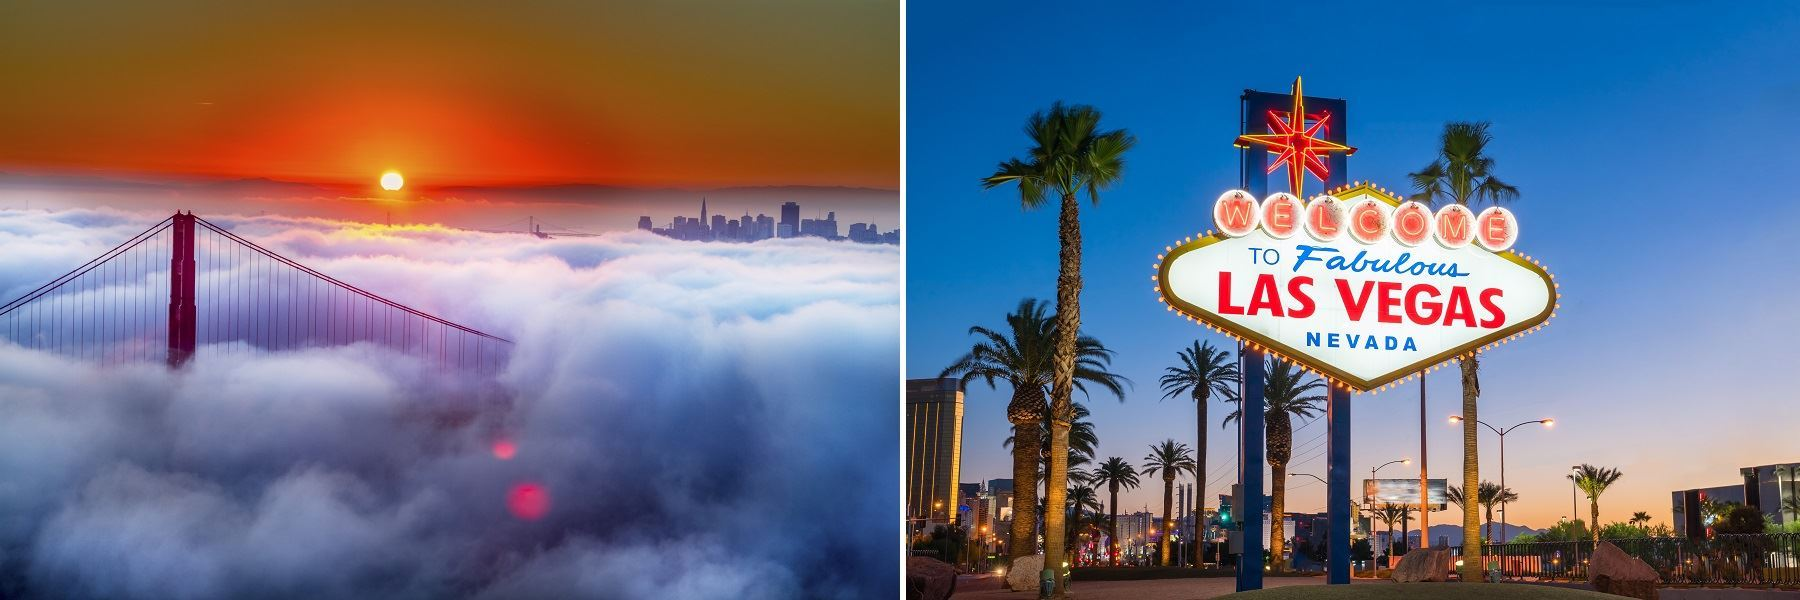 WELCOME
TO Fabulous
LAS VEGAS
NEVADA